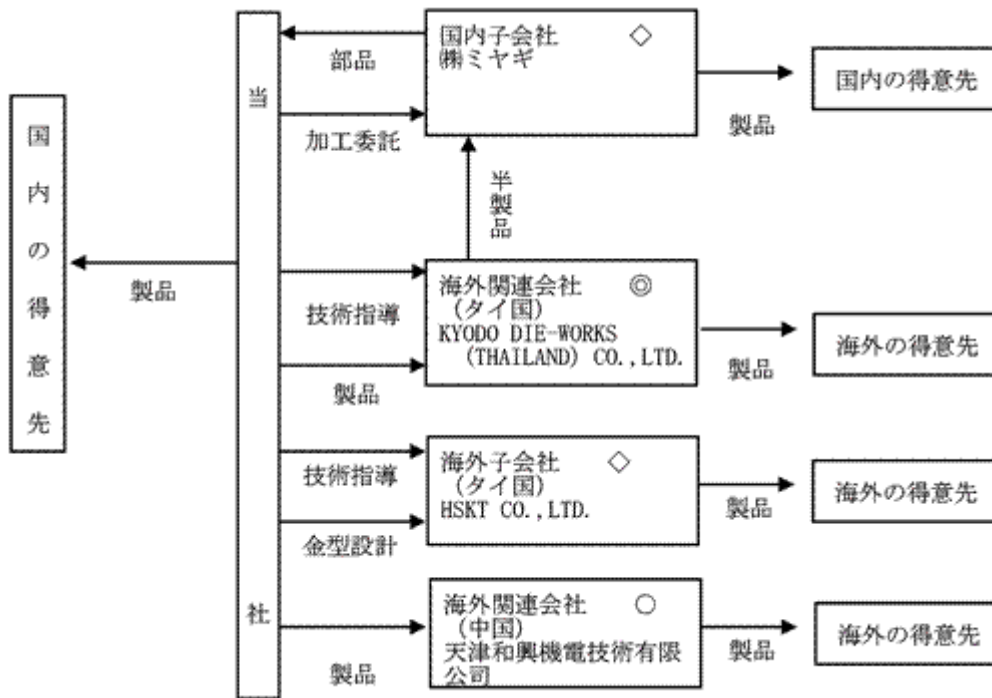 国内の得意先
製品
当社
部品
加工委託
国内子会社 ◇
㈱ミヤギ
製品
国内の得意先
半製品
技術指導
製品
海外関連会社 ◎
(タイ国)
KYODO DIE-WORKS
(THAILAND) CO.,LTD.
製品
海外の得意先
技術指導
金型設計
海外子会社 ◇
(タイ国)
HSKT CO.,LTD.
製品
海外の得意先
製品
海外関連会社 ○
(中国)
天津和興機電技術有限
公司
製品
海外の得意先